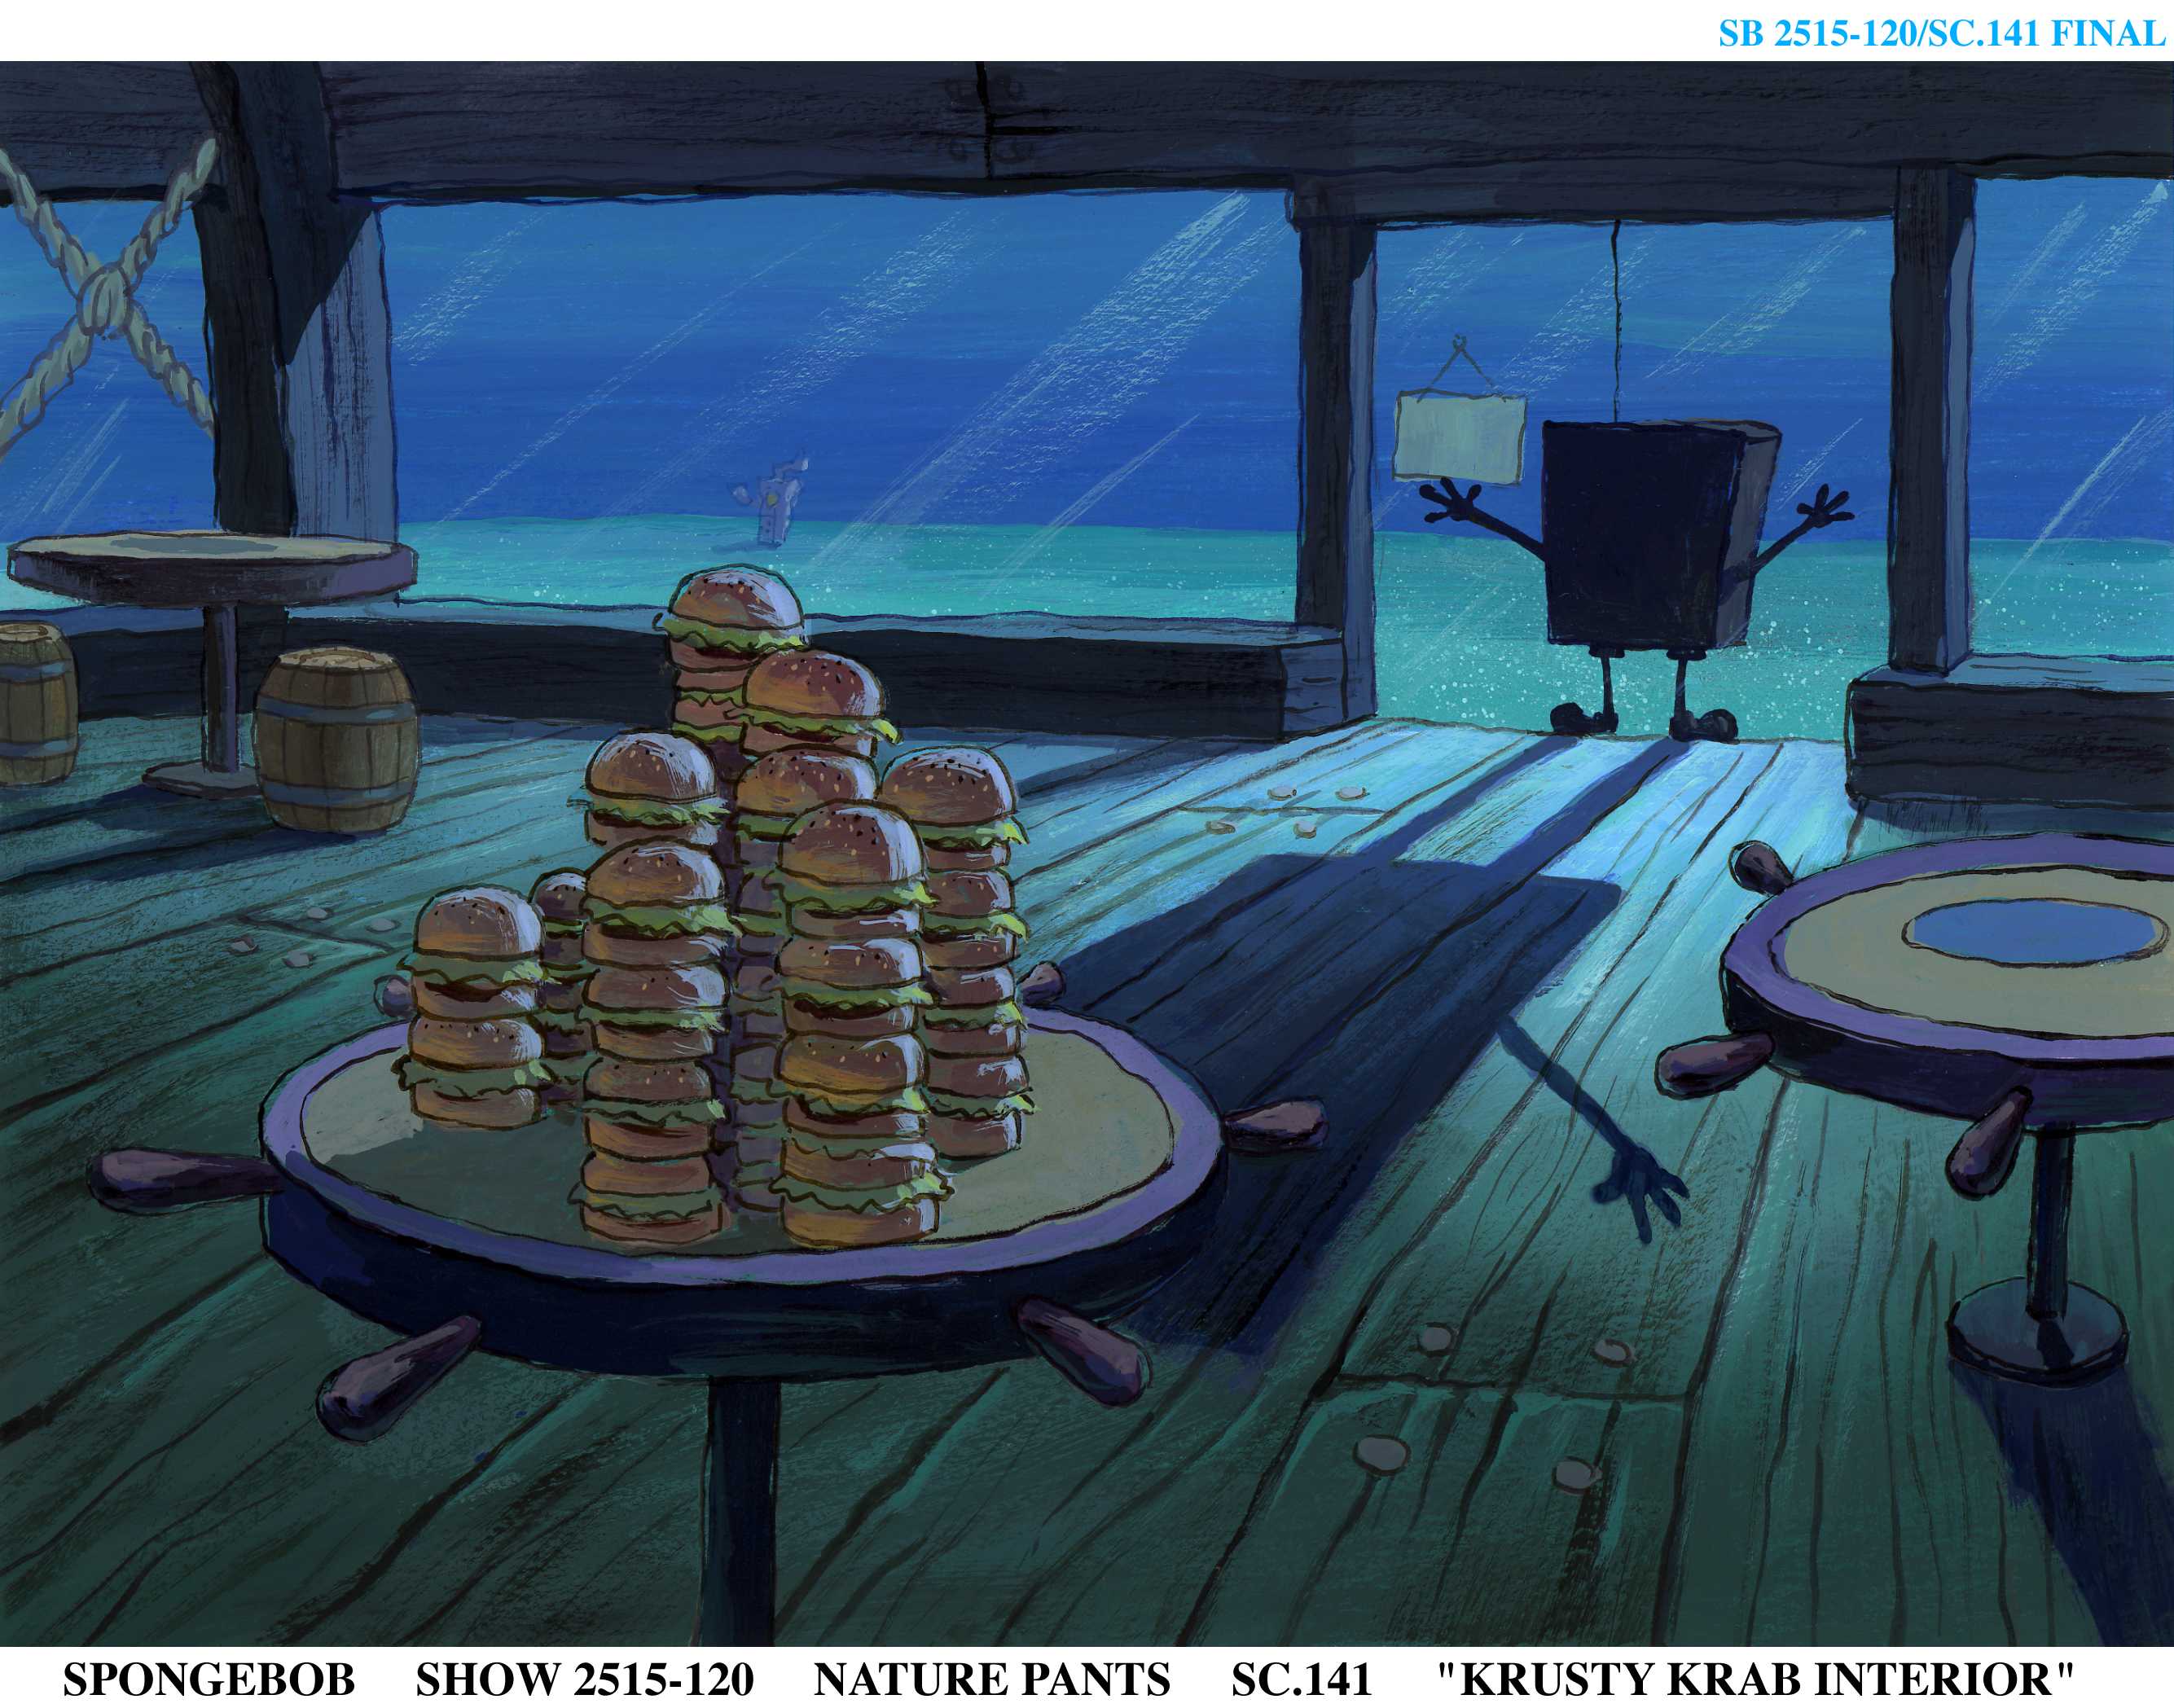 SB 2515-120/SC.141 FINAL
SPONGEBOB SHOW 2515-120 NATURE PANTS SC.141 "KRUSTY KRAB INTERIOR"